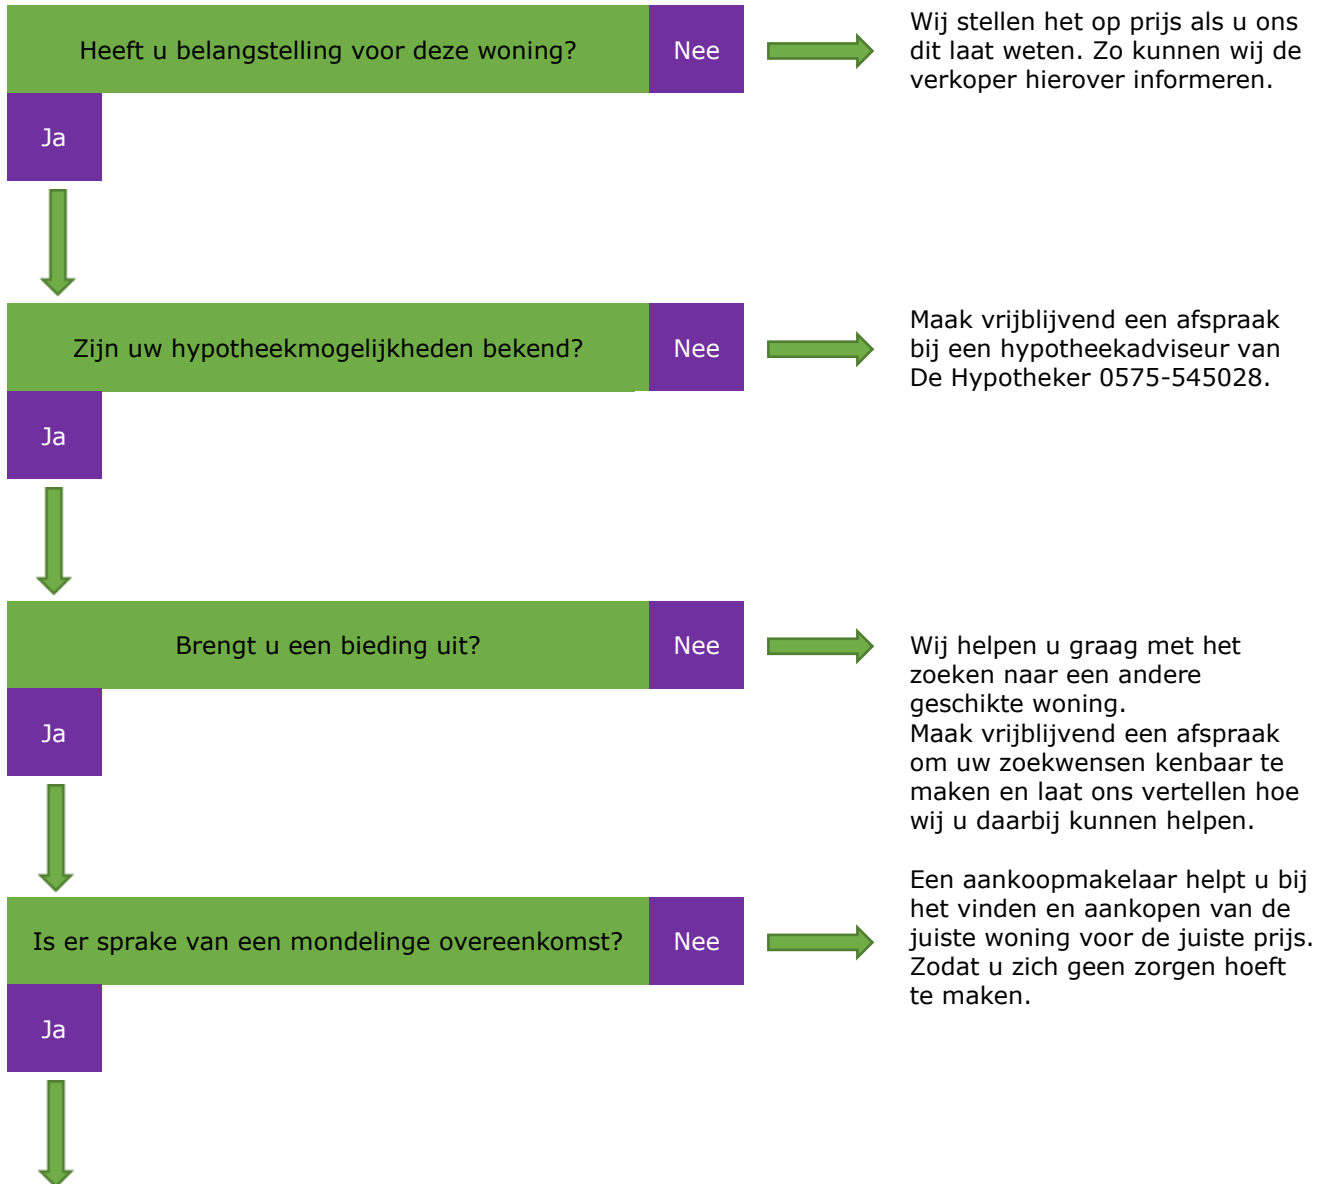 Heeft u belangstelling voor deze woning?
Nee
Wij stellen het op prijs als u ons
dit laat weten. Zo kunnen wij de
verkoper hierover informeren.
Ja
Zijn uw hypotheekmogelijkheden bekend?
Nee
Maak vrijblijvend een afspraak
bij een hypotheekadviseur van
De Hypotheker 0575-545028.
Ja
Brengt u een bieding uit?
Nee
Wij helpen u graag met het
zoeken naar een andere
geschikte woning.
Maak vrijblijvend een afspraak
om uw zoekwensen kenbaar te
maken en laat ons vertellen hoe
wij u daarbij kunnen helpen.
Ja
Is er sprake van een mondelinge overeenkomst?
Nee
Een aankoopmakelaar helpt u bij
het vinden en aankopen van de
juiste woning voor de juiste prijs.
Zodat u zich geen zorgen hoeft
te maken.
Ja